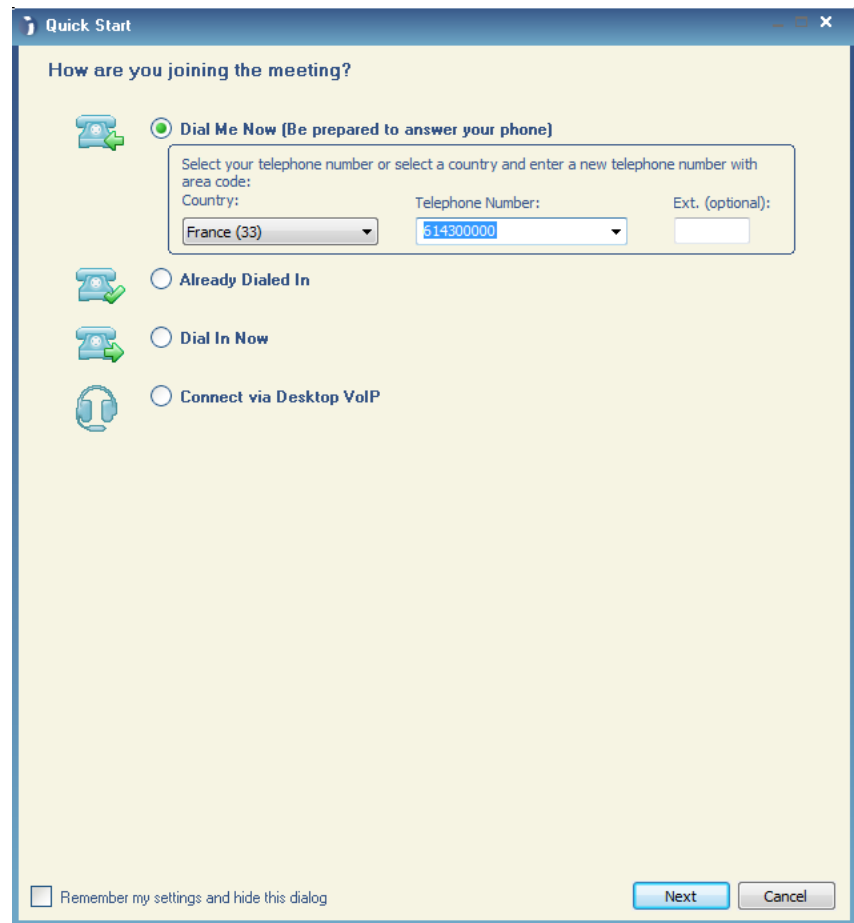 Quick Start
How are you joining the meeting?
Dial Me Now (Be prepared to answer your phone)
Select your telephone number or select a country and enter a new telephone number with
area code:
Country: Telephone Number: Ext. (optional):
France (33) 614300000
Already Dialed In
Dial In Now
Connect via Desktop VoIP
Remember my settings and hide this dialog Next Cancel